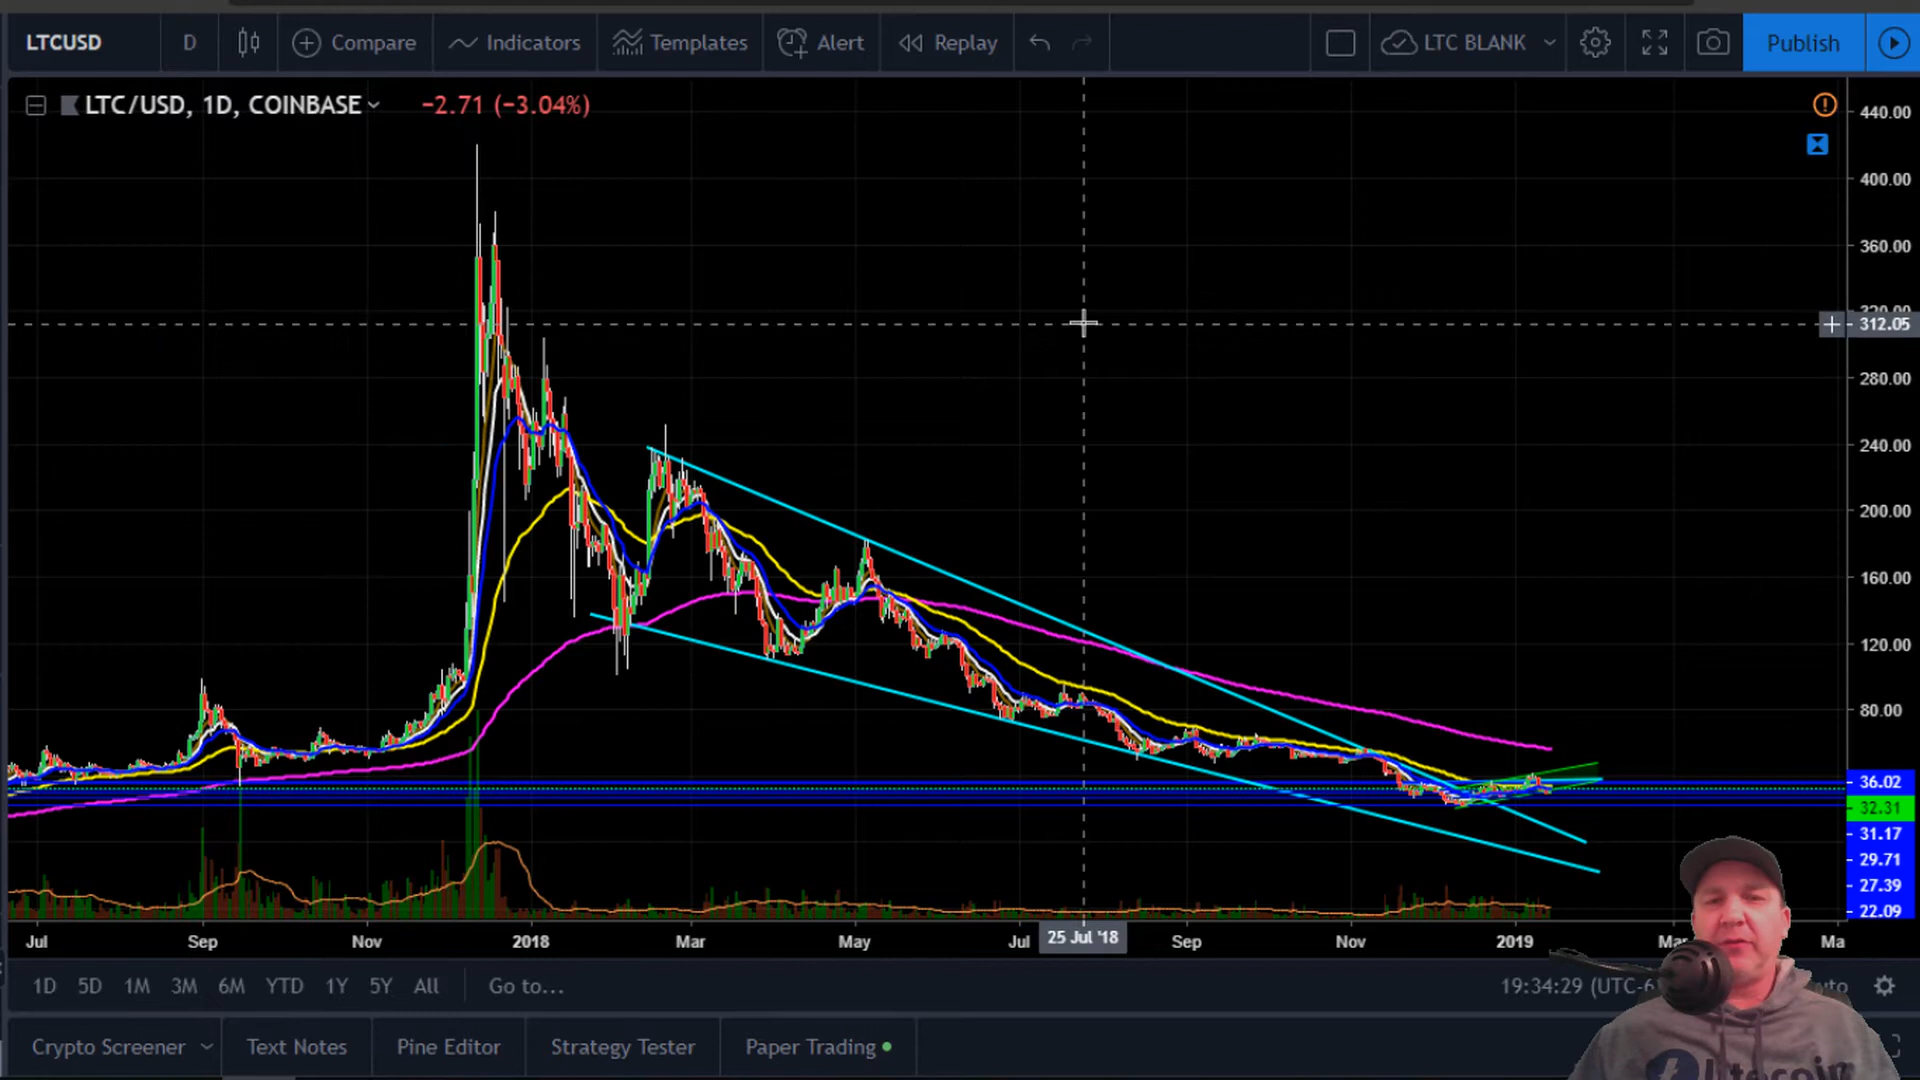 LTCUSD D Compare Indicators Templates Alert Replay LTC BLANK Publish
LTC/USD, 1D, COINBASE −2.71 (−3.04%)
440.00
400.00
360.00
320.00
312.05
280.00
240.00
200.00
160.00
120.00
80.00
36.02
32.31
31.17
29.71
27.39
22.09
Jul Sep Nov 2018 Mar May Jul 25 Jul '18 Sep Nov 2019 Mar Ma
1D 5D 1M 3M 6M YTD 1Y 5Y All Go to... 19:34:29 (UTC-6
Crypto Screener Text Notes Pine Editor Strategy Tester Paper Trading
litecoin